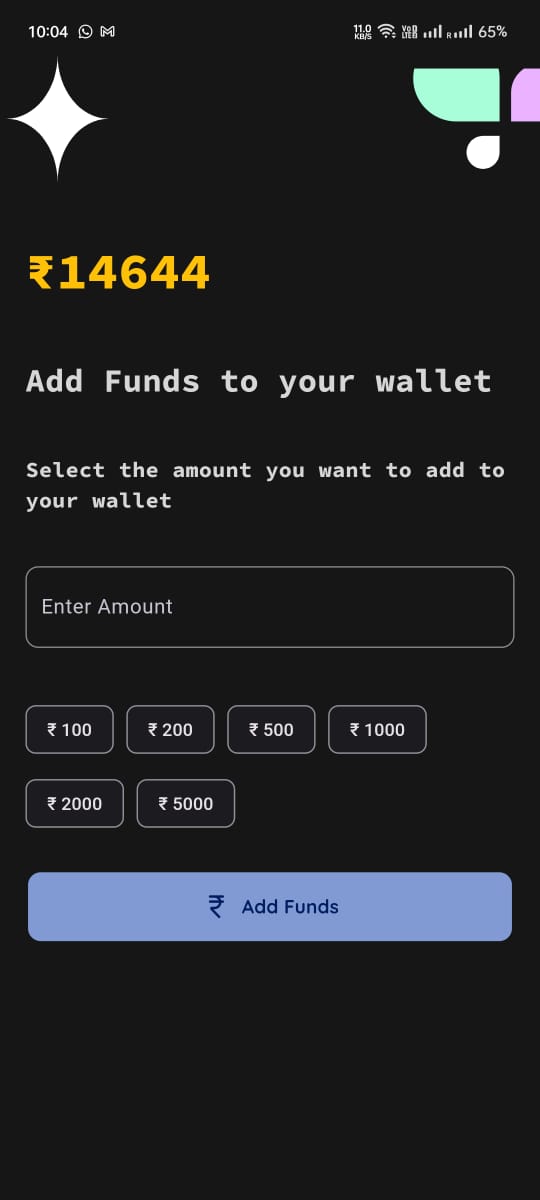 10:04
11.0 KB/S
VoD LTE
R
65%
₹14644
Add Funds to your wallet
Select the amount you want to add to
your wallet
Enter Amount
₹ 100
₹ 200
₹ 500
₹ 1000
₹ 2000
₹ 5000
₹ Add Funds